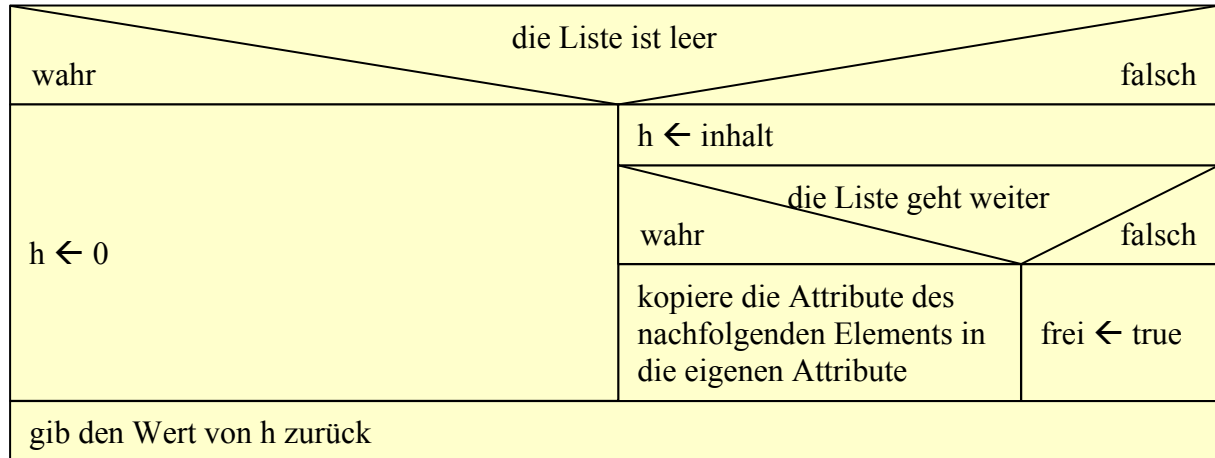 die Liste ist leer
wahr
falsch
h ← 0
h ← inhalt
die Liste geht weiter
wahr
falsch
kopiere die Attribute des
nachfolgenden Elements in
die eigenen Attribute
frei ← true
gib den Wert von h zurück